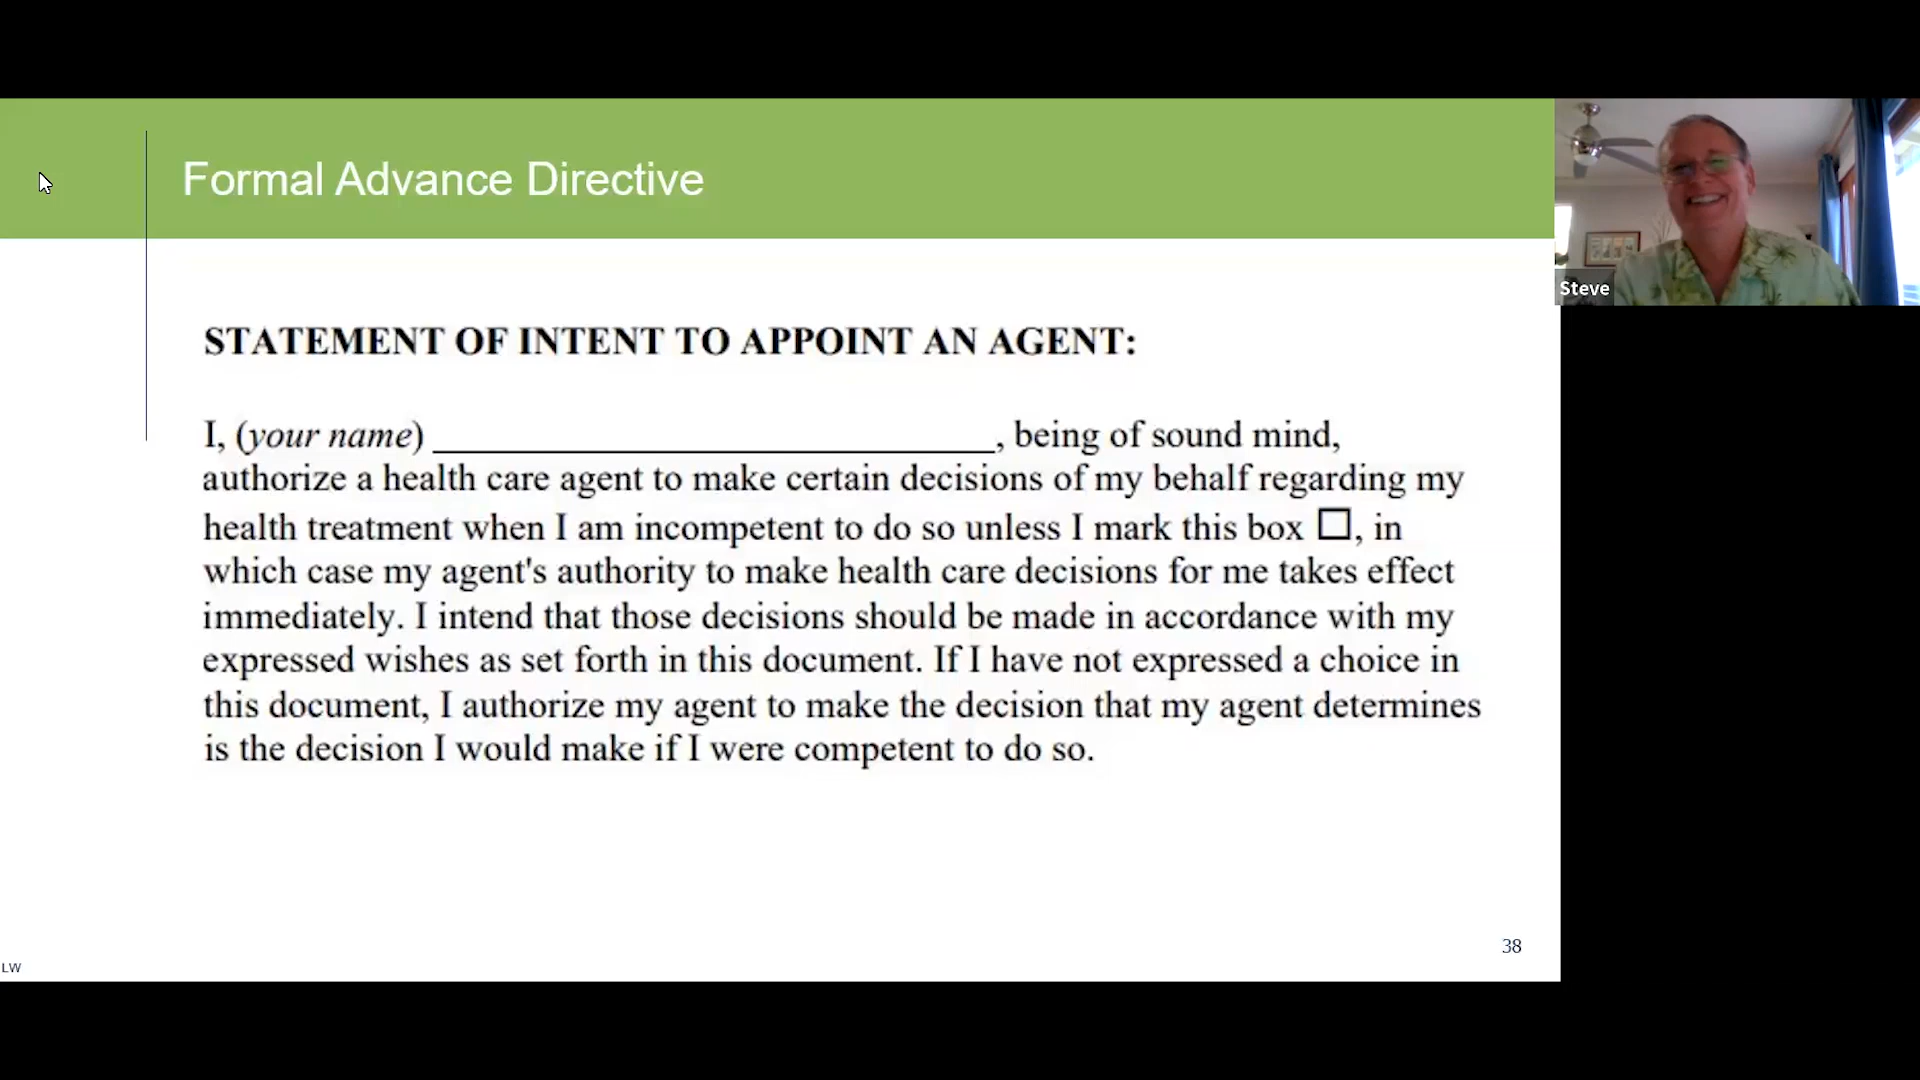 Formal Advance Directive
Steve
STATEMENT OF INTENT TO APPOINT AN AGENT:
I, (your name) ______________________________, being of sound mind,
authorize a health care agent to make certain decisions of my behalf regarding my
health treatment when I am incompetent to do so unless I mark this box ☐, in
which case my agent's authority to make health care decisions for me takes effect
immediately. I intend that those decisions should be made in accordance with my
expressed wishes as set forth in this document. If I have not expressed a choice in
this document, I authorize my agent to make the decision that my agent determines
is the decision I would make if I were competent to do so.
38
LW